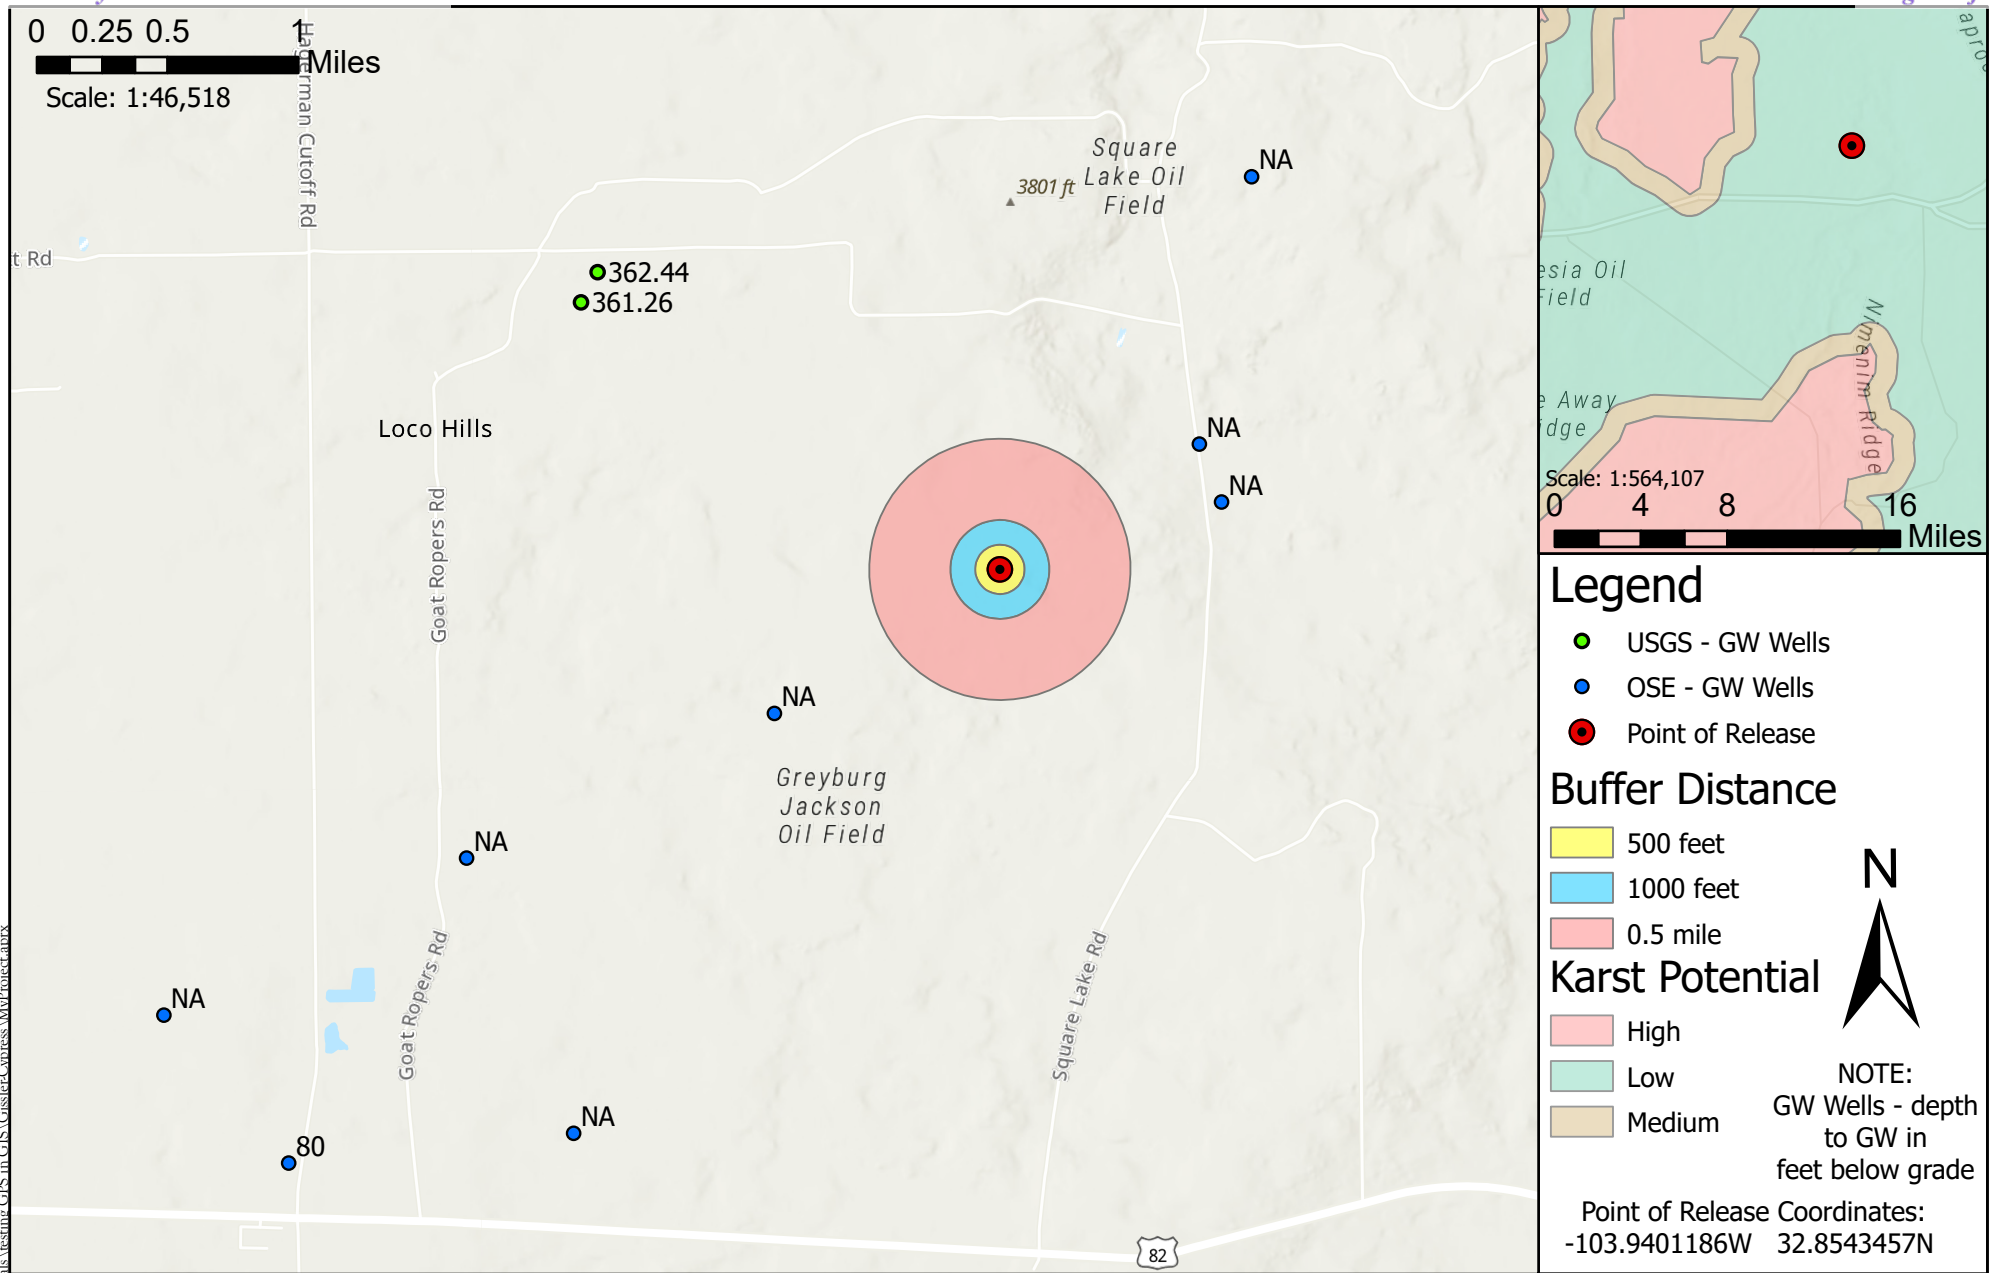 0 0.25 0.5 1
Miles
Scale: 1:46,518
Hagerman Cutoff Rd
t Rd
362.44
361.26
Loco Hills
Goat Ropers Rd
3801 ft
Square
Lake Oil
Field
NA
NA
NA
NA
Greyburg
Jackson
Oil Field
NA
NA
Goat Ropers Rd
Square Lake Rd
NA
80
82
esia Oil
Field
e Away
idge
Nimenim Ridge
Scale: 1:564,107
0 4 8 16
Miles
Legend
USGS - GW Wells
OSE - GW Wells
Point of Release
Buffer Distance
500 feet
1000 feet
0.5 mile
Karst Potential
High
Low
Medium
N
NOTE:
GW Wells - depth
to GW in
feet below grade
Point of Release Coordinates:
-103.9401186W 32.8543457N